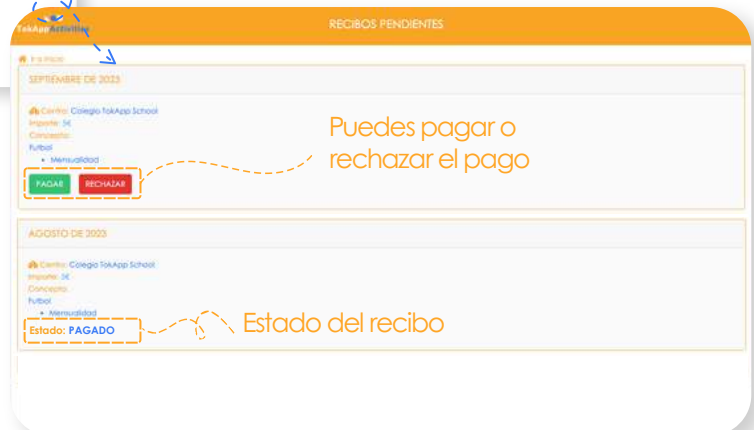 TokAppActivities
RECIBOS PENDIENTES
Ir a Inicio
SEPTIEMBRE DE 2023
Centro: Colegio TokApp School
Importe: 5€
Concepto:
Futbol
• Mensualidad
PAGAR RECHAZAR
Puedes pagar o
rechazar el pago
AGOSTO DE 2023
Centro: Colegio TokApp School
Importe: 5€
Concepto:
Futbol
• Mensualidad
Estado: PAGADO
Estado del recibo